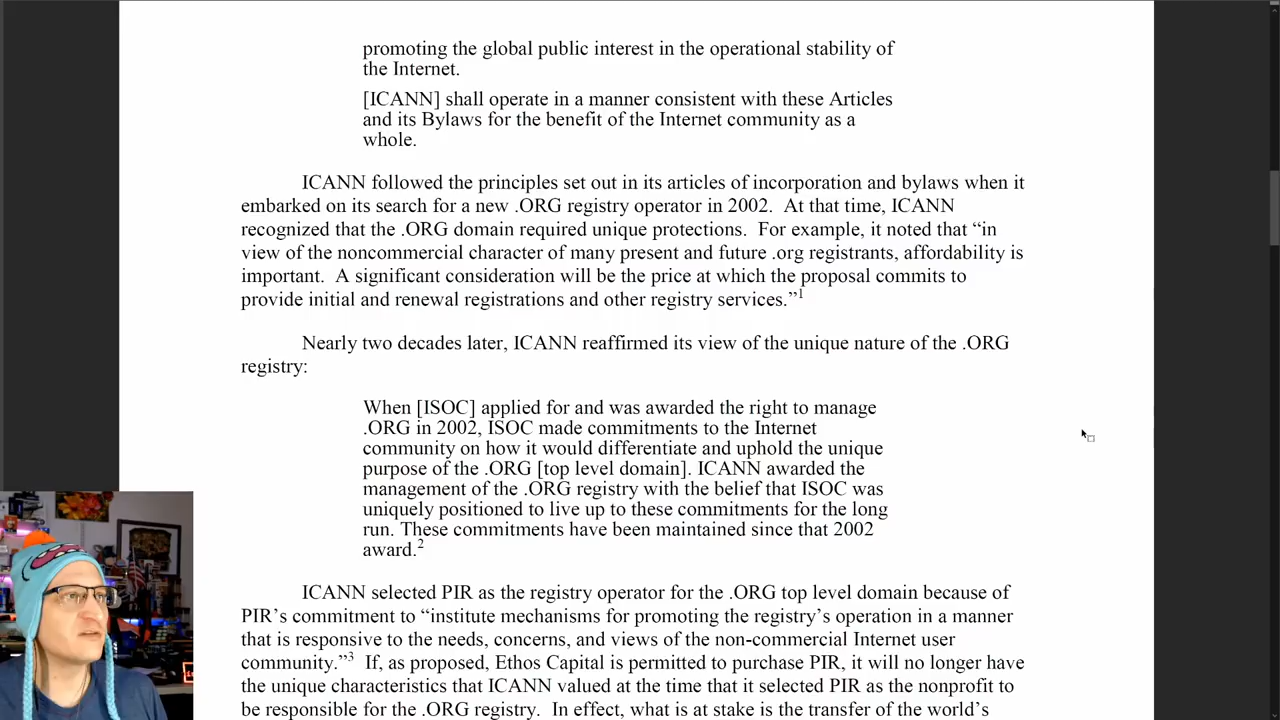 promoting the global public interest in the operational stability of
the Internet.
[ICANN] shall operate in a manner consistent with these Articles
and its Bylaws for the benefit of the Internet community as a
whole.
ICANN followed the principles set out in its articles of incorporation and bylaws when it
embarked on its search for a new .ORG registry operator in 2002.  At that time, ICANN
recognized that the .ORG domain required unique protections.  For example, it noted that “in
view of the noncommercial character of many present and future .org registrants, affordability is
important.  A significant consideration will be the price at which the proposal commits to
provide initial and renewal registrations and other registry services.”1
Nearly two decades later, ICANN reaffirmed its view of the unique nature of the .ORG
registry:
When [ISOC] applied for and was awarded the right to manage
.ORG in 2002, ISOC made commitments to the Internet
community on how it would differentiate and uphold the unique
purpose of the .ORG [top level domain]. ICANN awarded the
management of the .ORG registry with the belief that ISOC was
uniquely positioned to live up to these commitments for the long
run. These commitments have been maintained since that 2002
award.2
ICANN selected PIR as the registry operator for the .ORG top level domain because of
PIR’s commitment to “institute mechanisms for promoting the registry’s operation in a manner
that is responsive to the needs, concerns, and views of the non-commercial Internet user
community.”3  If, as proposed, Ethos Capital is permitted to purchase PIR, it will no longer have
the unique characteristics that ICANN valued at the time that it selected PIR as the nonprofit to
be responsible for the .ORG registry.  In effect, what is at stake is the transfer of the world’s